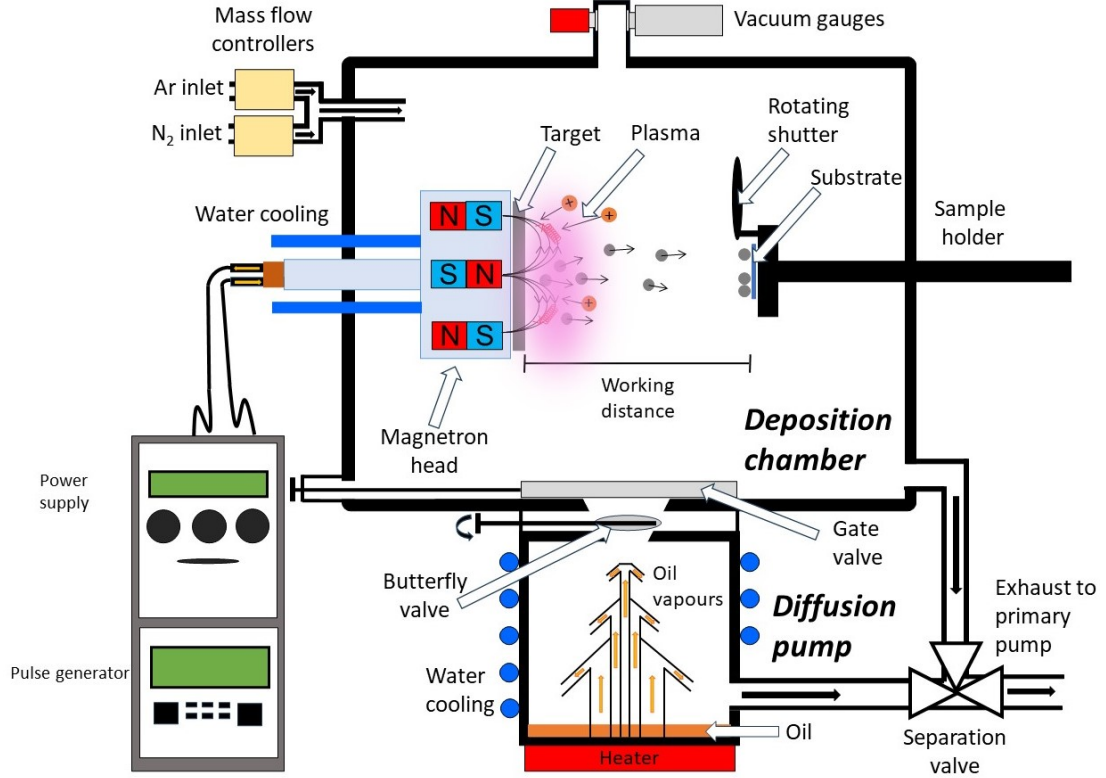 Mass flow
controllers
Vacuum gauges
Ar inlet
N₂ inlet
Target
Plasma
Rotating
shutter
Substrate
Water cooling
Sample
holder
N S
S N
N S
+
+
+
Working
distance
Magnetron
head
Deposition
chamber
Power
supply
Gate
valve
Butterfly
valve
Oil
vapours
Diffusion
pump
Exhaust to
primary
pump
Pulse generator
Water
cooling
Oil
Separation
valve
Heater